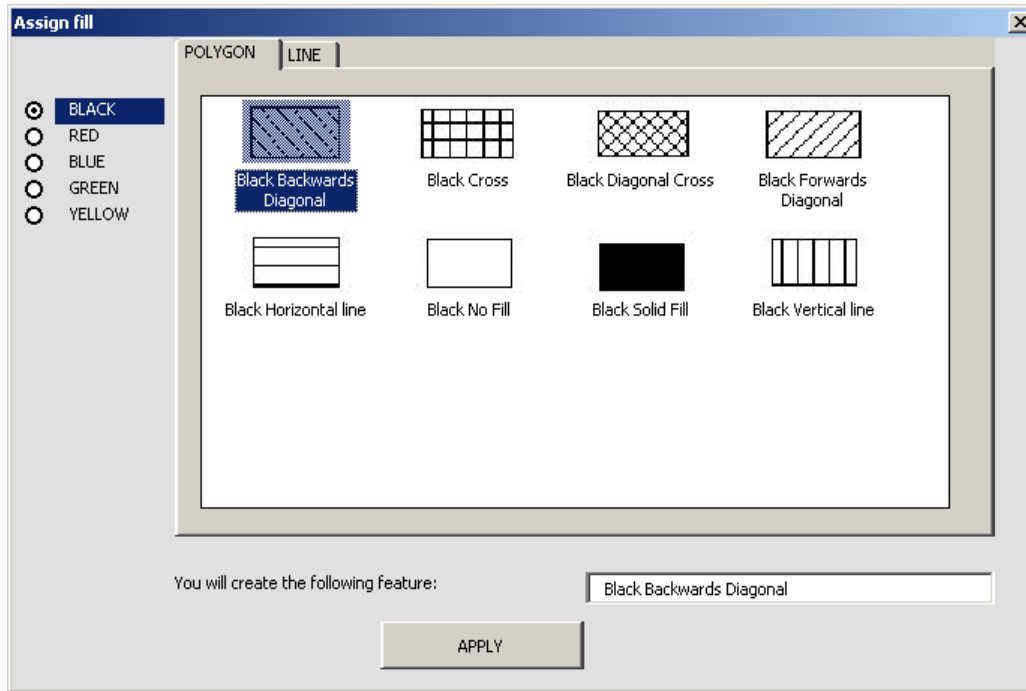 Assign fill
POLYGON
LINE
BLACK
RED
BLUE
GREEN
YELLOW
Black Backwards
Diagonal
Black Cross
Black Diagonal Cross
Black Forwards
Diagonal
Black Horizontal line
Black No Fill
Black Solid Fill
Black Vertical line
You will create the following feature:
Black Backwards Diagonal
APPLY